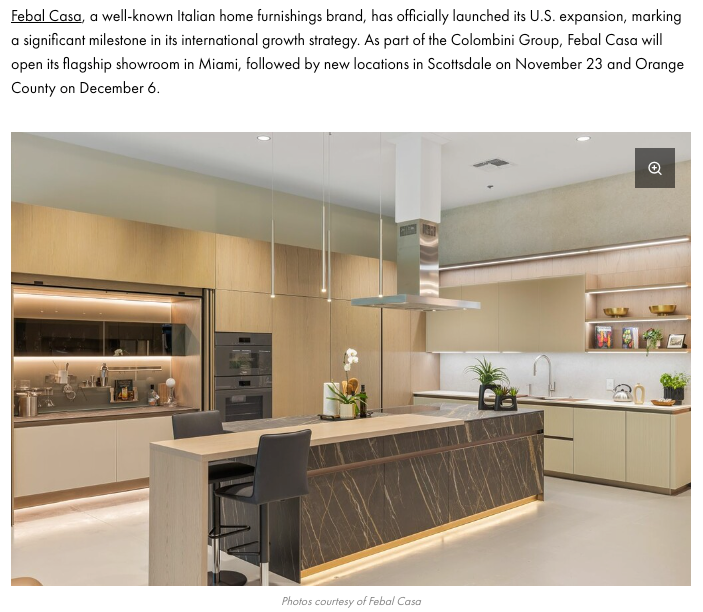 Febal Casa, a well-known Italian home furnishings brand, has officially launched its U.S. expansion, marking
a significant milestone in its international growth strategy. As part of the Colombini Group, Febal Casa will
open its flagship showroom in Miami, followed by new locations in Scottsdale on November 23 and Orange
County on December 6.
Photos courtesy of Febal Casa